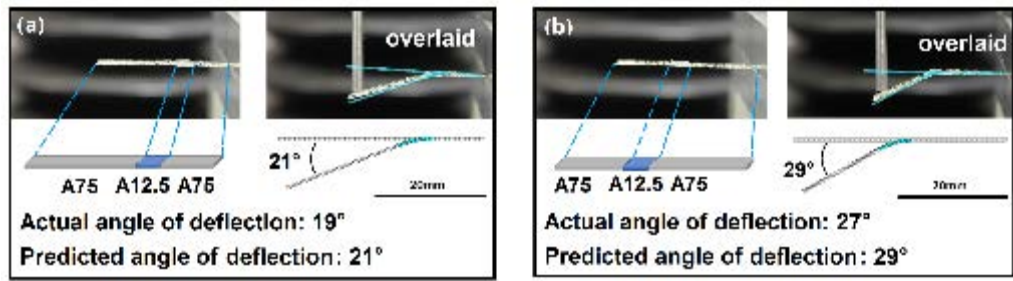 (a)
overlaid
21°
A75 A12.5 A75
20mm
Actual angle of deflection: 19°
Predicted angle of deflection: 21°
(b)
overlaid
29°
A75 A12.5 A75
20mm
Actual angle of deflection: 27°
Predicted angle of deflection: 29°